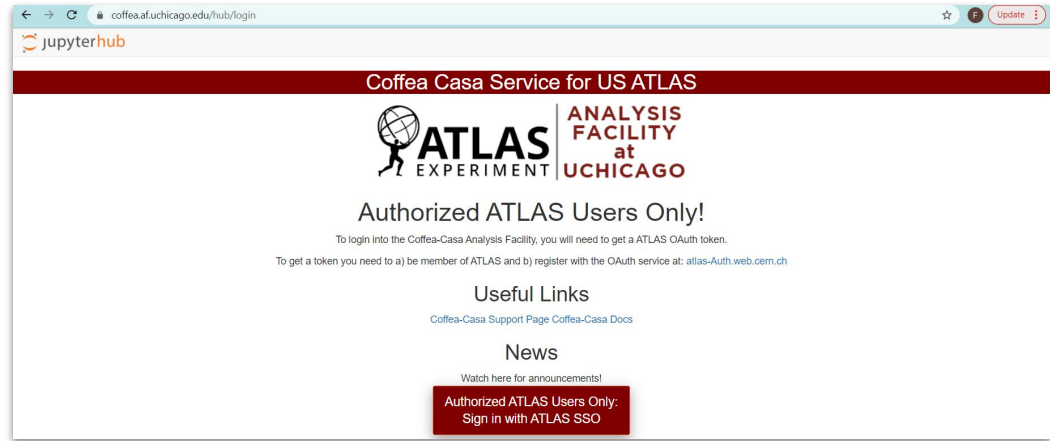 coffea.af.uchicago.edu/hub/login
F
Update
jupyterhub
Coffea Casa Service for US ATLAS
ATLAS
EXPERIMENT
ANALYSIS
FACILITY
at
UCHICAGO
Authorized ATLAS Users Only!
To login into the Coffea-Casa Analysis Facility, you will need to get a ATLAS OAuth token.
To get a token you need to a) be member of ATLAS and b) register with the OAuth service at: atlas-Auth.web.cern.ch
Useful Links
Coffea-Casa Support Page Coffea-Casa Docs
News
Watch here for announcements!
Authorized ATLAS Users Only:
Sign in with ATLAS SSO